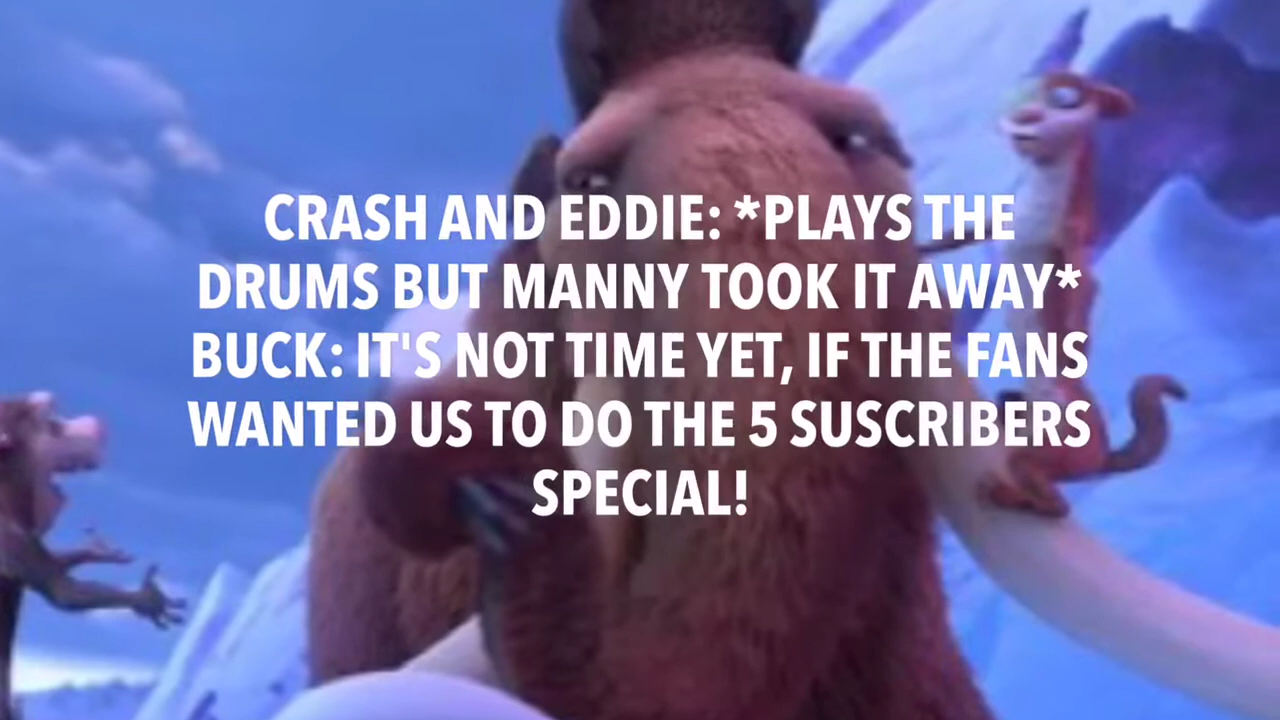 CRASH AND EDDIE: *PLAYS THE
DRUMS BUT MANNY TOOK IT AWAY*
BUCK: IT'S NOT TIME YET, IF THE FANS
WANTED US TO DO THE 5 SUSCRIBERS
SPECIAL!